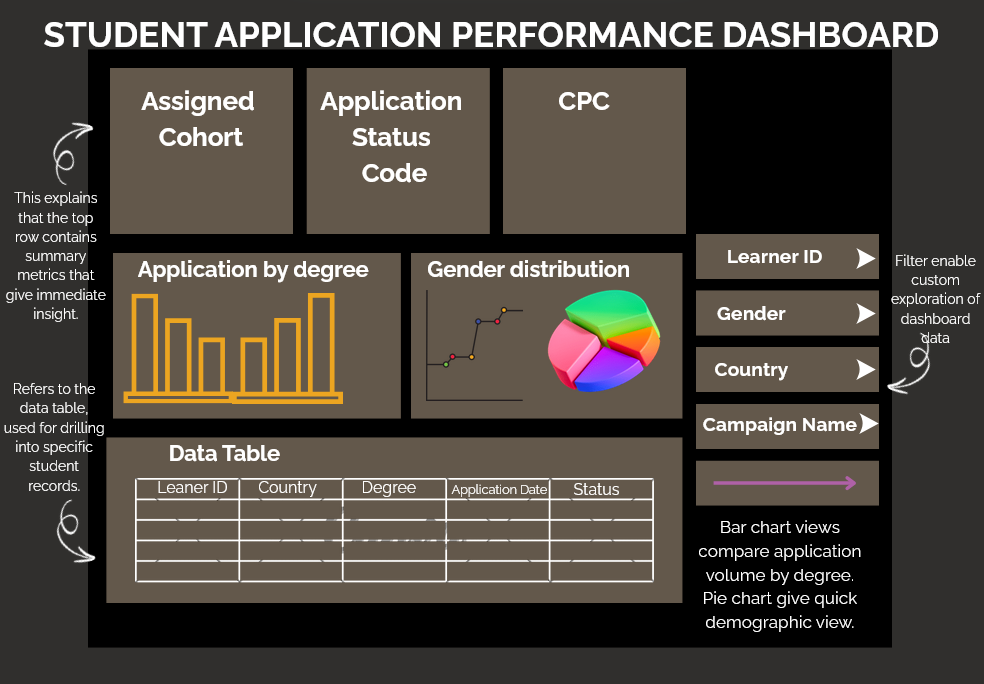 STUDENT APPLICATION PERFORMANCE DASHBOARD
Assigned
Cohort
Application
Status
Code
CPC
This explains
that the top
row contains
summary
metrics that
give immediate
insight.
Application by degree
Gender distribution
Learner ID
Gender
Country
Campaign Name
Filter enable
custom
exploration of
dashboard
data
Refers to the
data table,
used for drilling
into specific
student
records.
Data Table
Leaner ID
Country
Degree
Application Date
Status
Bar chart views
compare application
volume by degree.
Pie chart give quick
demographic view.